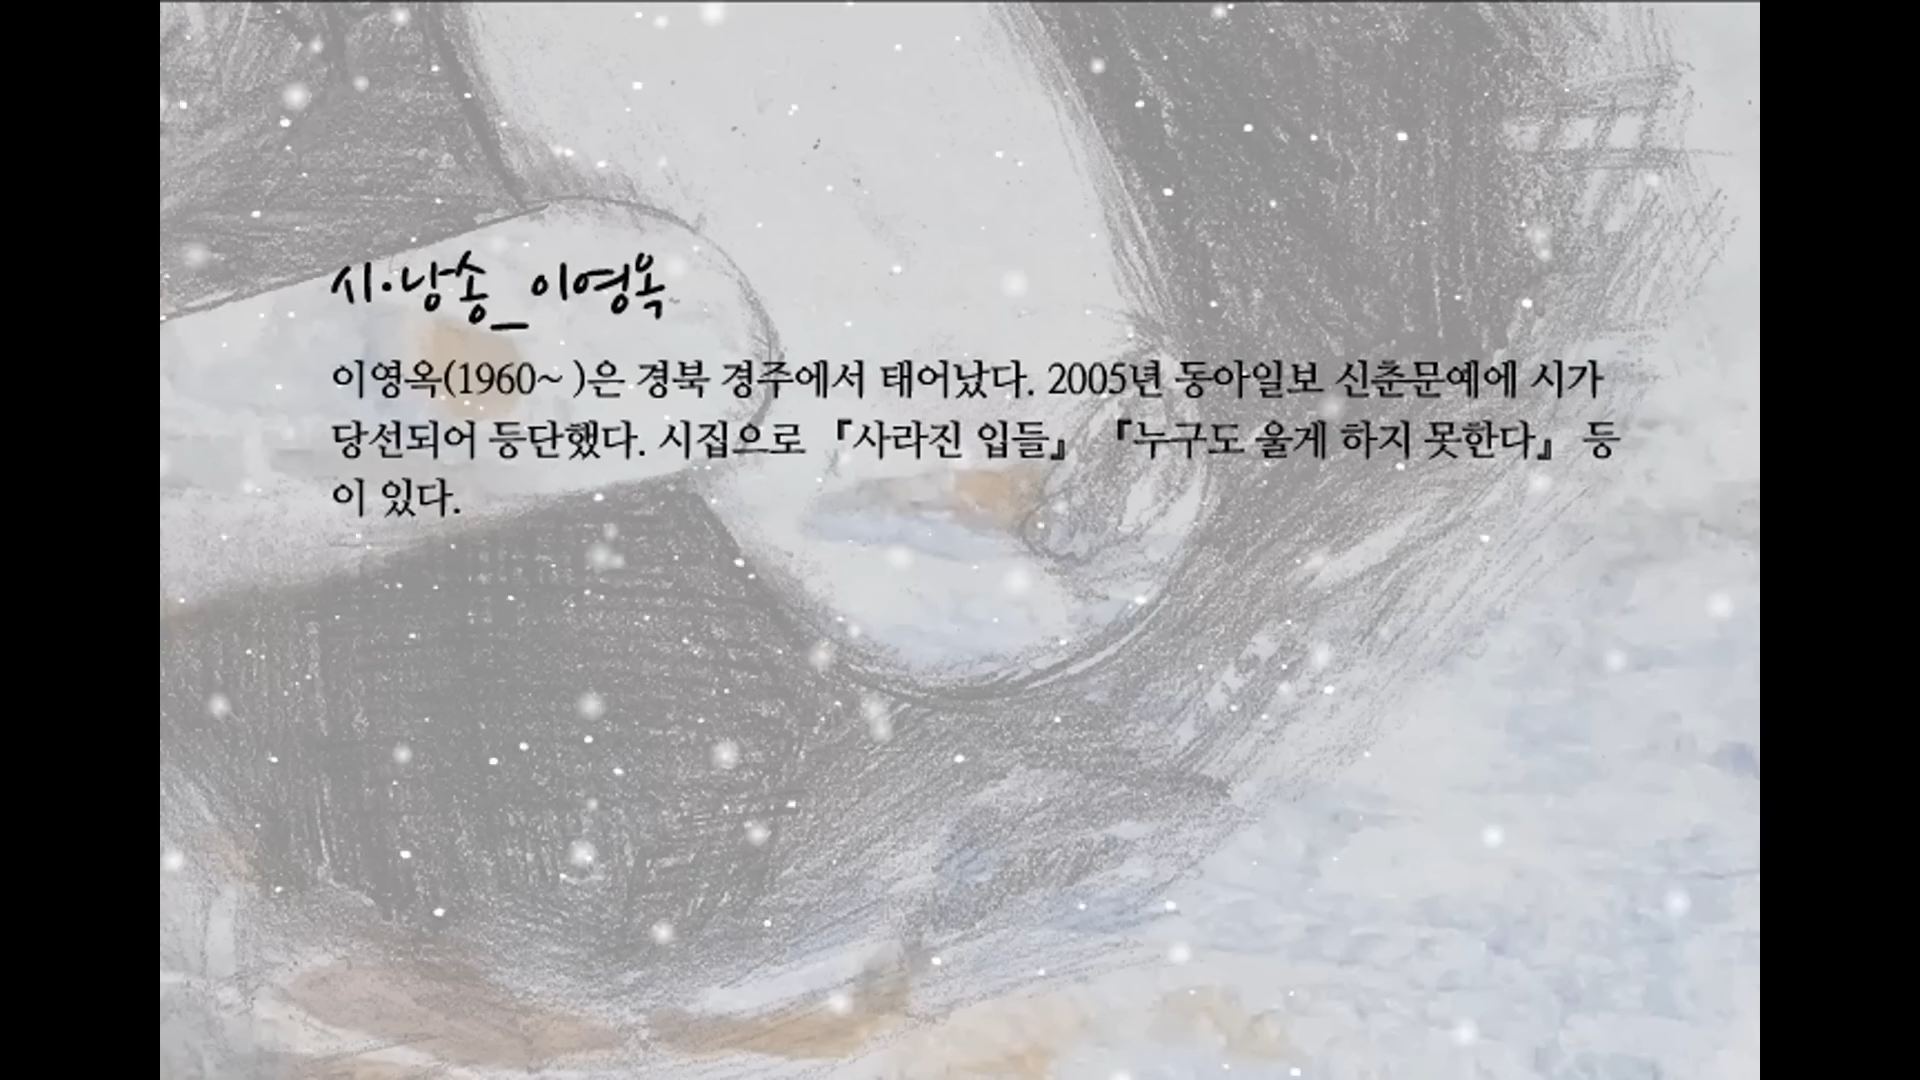 시·낭송_이영옥
이영옥(1960~ )은 경북 경주에서 태어났다. 2005년 동아일보 신춘문예에 시가
당선되어 등단했다. 시집으로 『사라진 입들』 『누구도 울게 하지 못한다』 등
이 있다.